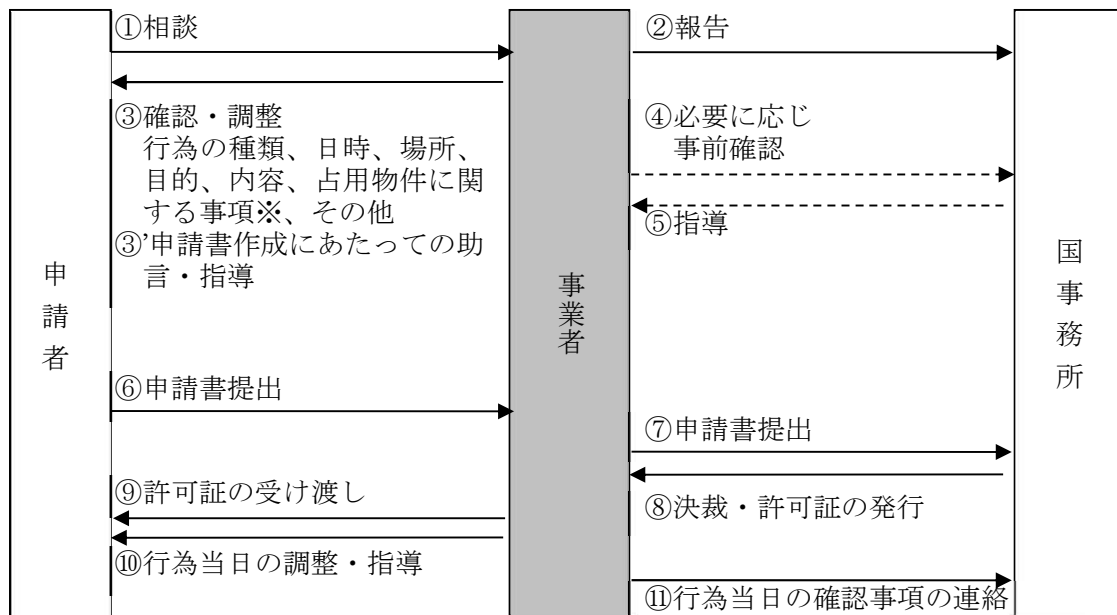 ①相談
②報告
③確認・調整
行為の種類、日時、場所、
目的、内容、占用物件に関
する事項※、その他
③’申請書作成にあたっての助
言・指導
④必要に応じ
事前確認
⑤指導
申請者
事業者
国事務所
⑥申請書提出
⑦申請書提出
⑧決裁・許可証の発行
⑨許可証の受け渡し
⑩行為当日の調整・指導
⑪行為当日の確認事項の連絡